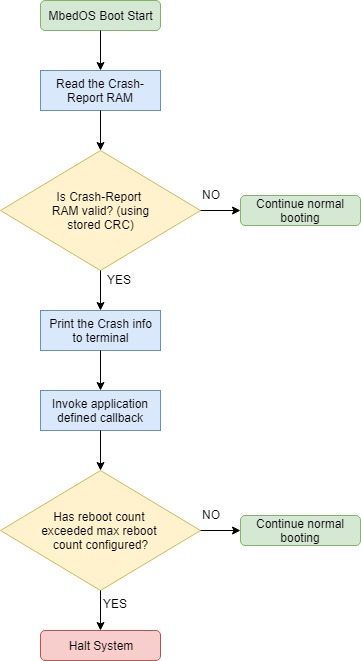 MbedOS Boot Start
Read the Crash-
Report RAM
Is Crash-Report
RAM valid? (using
stored CRC)
NO
Continue normal
booting
YES
Print the Crash info
to terminal
Invoke application
defined callback
Has reboot count
exceeded max reboot
count configured?
NO
Continue normal
booting
YES
Halt System